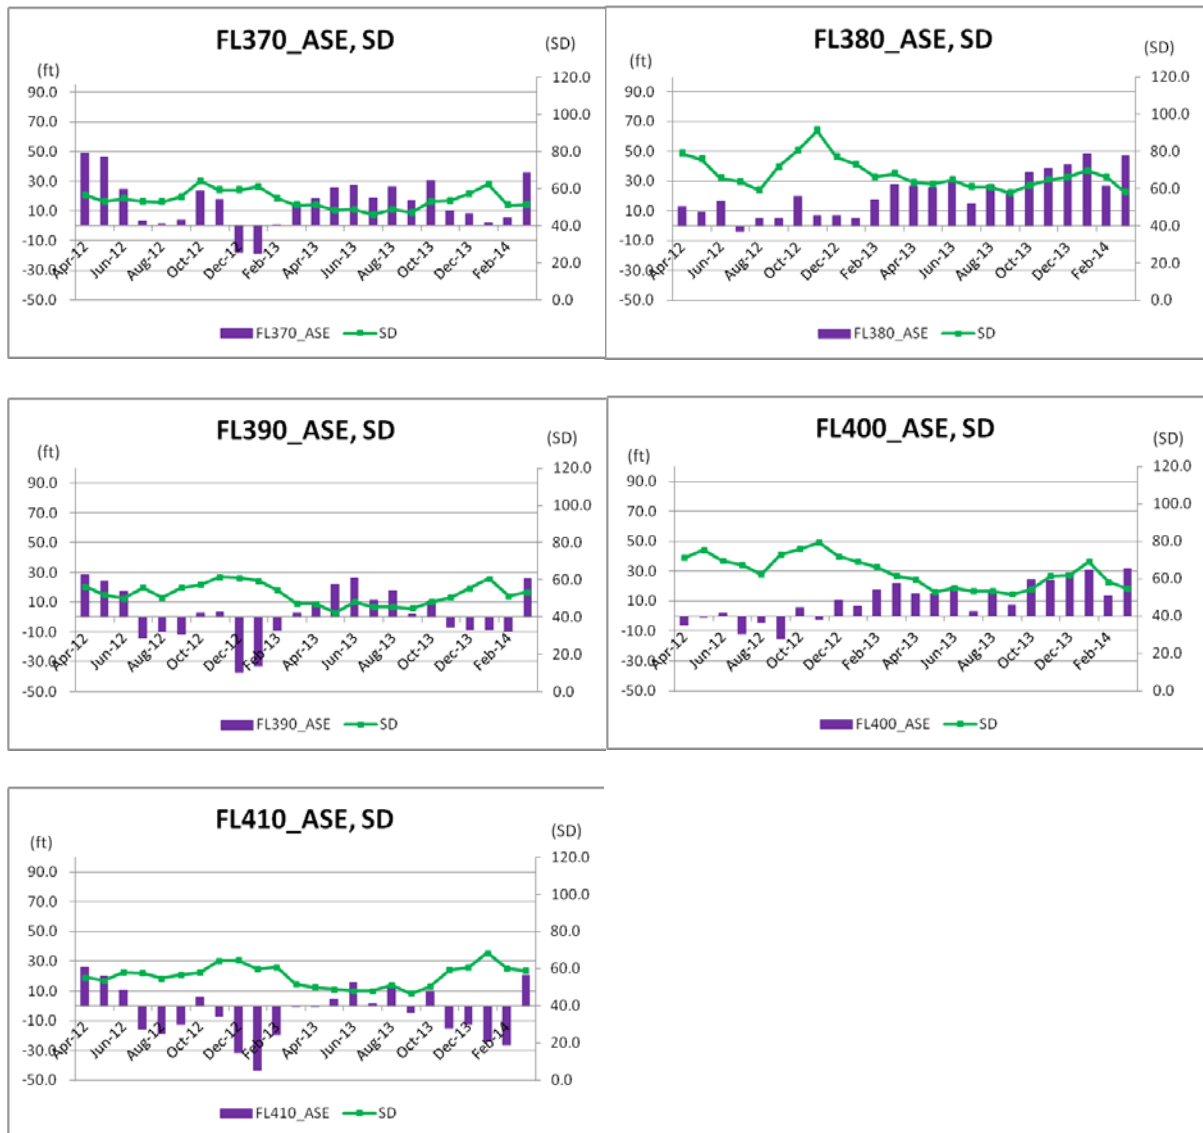 FL370_ASE, SD
(ft)
(SD)
90.0
70.0
50.0
30.0
10.0
-10.0
-30.0
-50.0
120.0
100.0
80.0
60.0
40.0
20.0
0.0
Apr-12
Jun-12
Aug-12
Oct-12
Dec-12
Feb-13
Apr-13
Jun-13
Aug-13
Oct-13
Dec-13
Feb-14
FL370_ASE
SD
FL380_ASE, SD
(ft)
(SD)
90.0
70.0
50.0
30.0
10.0
-10.0
-30.0
-50.0
120.0
100.0
80.0
60.0
40.0
20.0
0.0
Apr-12
Jun-12
Aug-12
Oct-12
Dec-12
Feb-13
Apr-13
Jun-13
Aug-13
Oct-13
Dec-13
Feb-14
FL380_ASE
SD
FL390_ASE, SD
(ft)
(SD)
90.0
70.0
50.0
30.0
10.0
-10.0
-30.0
-50.0
120.0
100.0
80.0
60.0
40.0
20.0
0.0
Apr-12
Jun-12
Aug-12
Oct-12
Dec-12
Feb-13
Apr-13
Jun-13
Aug-13
Oct-13
Dec-13
Feb-14
FL390_ASE
SD
FL400_ASE, SD
(ft)
(SD)
90.0
70.0
50.0
30.0
10.0
-10.0
-30.0
-50.0
120.0
100.0
80.0
60.0
40.0
20.0
0.0
Apr-12
Jun-12
Aug-12
Oct-12
Dec-12
Feb-13
Apr-13
Jun-13
Aug-13
Oct-13
Dec-13
Feb-14
FL400_ASE
SD
FL410_ASE, SD
(ft)
(SD)
90.0
70.0
50.0
30.0
10.0
-10.0
-30.0
-50.0
120.0
100.0
80.0
60.0
40.0
20.0
0.0
Apr-12
Jun-12
Aug-12
Oct-12
Dec-12
Feb-13
Apr-13
Jun-13
Aug-13
Oct-13
Dec-13
Feb-14
FL410_ASE
SD